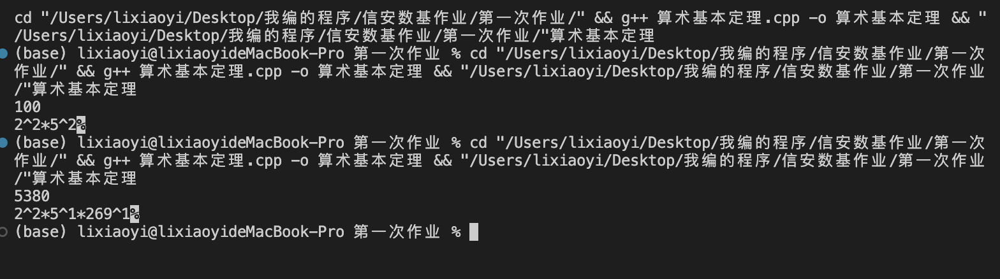 cd "/Users/lixiaoyi/Desktop/我编的程序/信安数基作业/第一次作业/" && g++ 算术基本定理.cpp -o 算术基本定理 && "
/Users/lixiaoyi/Desktop/我编的程序/信安数基作业/第一次作业/"算术基本定理
(base) lixiaoyi@lixiaoyideMacBook-Pro 第一次作业 % cd "/Users/lixiaoyi/Desktop/我编的程序/信安数基作业/第一次
作业/" && g++ 算术基本定理.cpp -o 算术基本定理 && "/Users/lixiaoyi/Desktop/我编的程序/信安数基作业/第一次作业
/"算术基本定理
100
2^2*5^2%
(base) lixiaoyi@lixiaoyideMacBook-Pro 第一次作业 % cd "/Users/lixiaoyi/Desktop/我编的程序/信安数基作业/第一次
作业/" && g++ 算术基本定理.cpp -o 算术基本定理 && "/Users/lixiaoyi/Desktop/我编的程序/信安数基作业/第一次作业
/"算术基本定理
5380
2^2*5^1*269^1%
(base) lixiaoyi@lixiaoyideMacBook-Pro 第一次作业 %